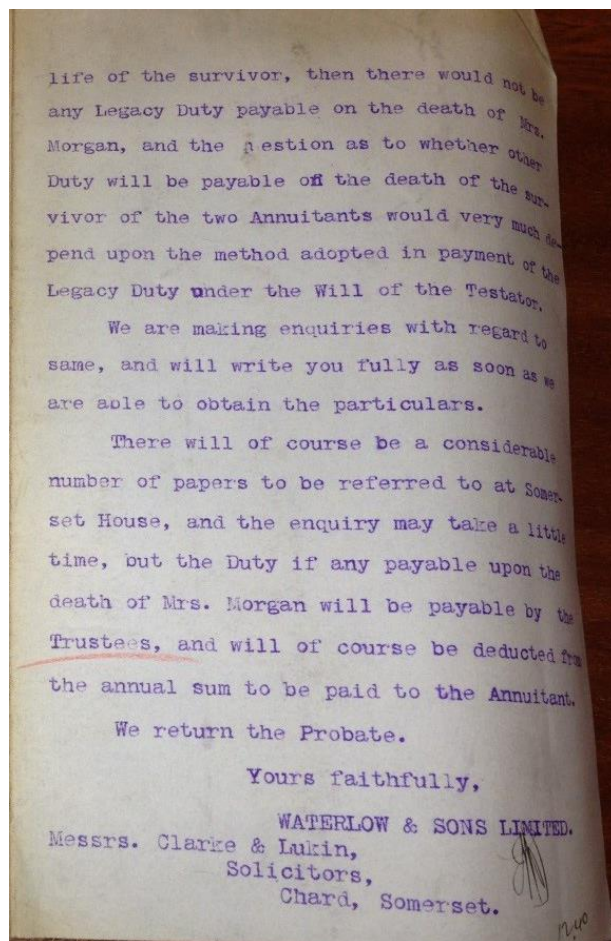 life of the survivor, then there would not be
any Legacy Duty payable on the death of Mrs.
Morgan, and the estion as to whether other
Duty will be payable on the death of the sur-
vivor of the two Annuitants would very much de-
pend upon the method adopted in payment of the
Legacy Duty under the Will of the Testator.
We are making enquiries with regard to
same, and will write you fully as soon as we
are able to obtain the particulars.
There will of course be a considerable
number of papers to be referred to at Somer-
set House, and the enquiry may take a little
time, but the Duty if any payable upon the
death of Mrs. Morgan will be payable by the
Trustees, and will of course be deducted from
the annual sum to be paid to the Annuitant.
We return the Probate.
Yours faithfully,
WATERLOW & SONS LIMITED.
Messrs. Clarke & Lukin,
Solicitors,
Chard, Somerset.